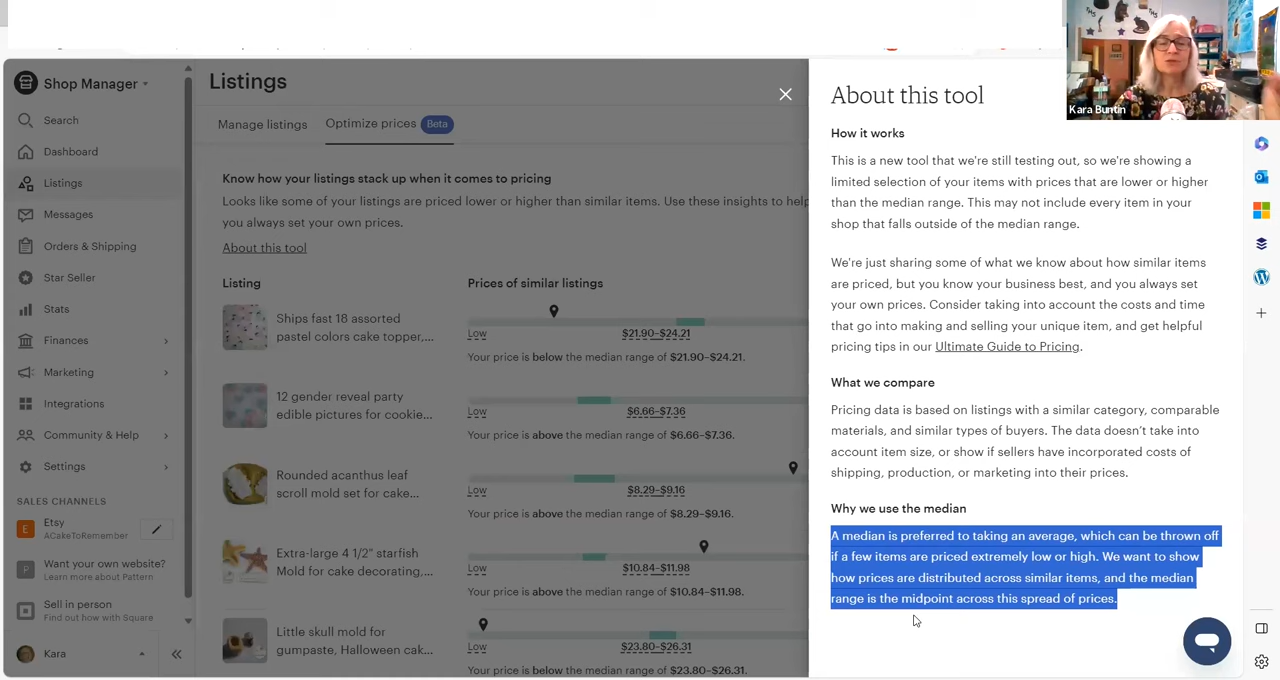 Kara Buntin
Shop Manager
Search
Dashboard
Listings
Messages
Orders & Shipping
Star Seller
Stats
Finances
Marketing
Integrations
Community & Help
Settings
SALES CHANNELS
Etsy
ACakeToRemember
Want your own website?
Learn more about Pattern
Sell in person
Find out how with Square
Kara
Listings
Manage listings
Optimize prices Beta
Know how your listings stack up when it comes to pricing
Looks like some of your listings are priced lower or higher than similar items. Use these insights to help
you always set your own prices.
About this tool
Listing
Prices of similar listings
Ships fast 18 assorted
pastel colors cake topper,...
Low
$21.90–$24.21
Your price is below the median range of $21.90–$24.21.
12 gender reveal party
edible pictures for cookie...
Low
$6.66–$7.36
Your price is above the median range of $6.66–$7.36.
Rounded acanthus leaf
scroll mold set for cake...
Low
$8.29–$9.16
Your price is above the median range of $8.29–$9.16.
Extra-large 4 1/2" starfish
Mold for cake decorating,...
Low
$10.84–$11.98
Your price is above the median range of $10.84–$11.98.
Little skull mold for
gumpaste, Halloween cak...
Low
$23.80–$26.31
Your price is below the median range of $23.80–$26.31.
About this tool
How it works
This is a new tool that we're still testing out, so we're showing a
limited selection of your items with prices that are lower or higher
than the median range. This may not include every item in your
shop that falls outside of the median range.
We're just sharing some of what we know about how similar items
are priced, but you know your business best, and you always set
your own prices. Consider taking into account the costs and time
that go into making and selling your unique item, and get helpful
pricing tips in our Ultimate Guide to Pricing.
What we compare
Pricing data is based on listings with a similar category, comparable
materials, and similar types of buyers. The data doesn't take into
account item size, or show if sellers have incorporated costs of
shipping, production, or marketing into their prices.
Why we use the median
A median is preferred to taking an average, which can be thrown off
if a few items are priced extremely low or high. We want to show
how prices are distributed across similar items, and the median
range is the midpoint across this spread of prices.